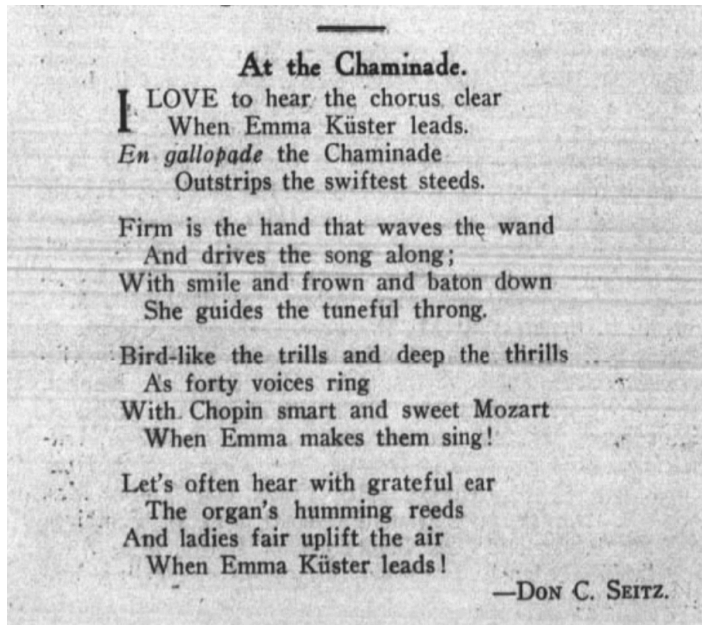 At the Chaminade.
I LOVE to hear the chorus clear
When Emma Küster leads.
En gallopade the Chaminade
Outstrips the swiftest steeds.
Firm is the hand that waves the wand
And drives the song along;
With smile and frown and baton down
She guides the tuneful throng.
Bird-like the trills and deep the thrills
As forty voices ring
With Chopin smart and sweet Mozart
When Emma makes them sing!
Let's often hear with grateful ear
The organ's humming reeds
And ladies fair uplift the air
When Emma Küster leads!
—DON C. SEITZ.